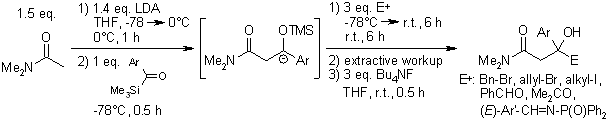 1.5 eq.
O
Me2N
1) 1.4 eq. LDA
THF, -78 → 0°C
0°C, 1 h
2) 1 eq.
Ar
O
Me3Si
-78°C, 0.5 h
O
OTMS
Me2N
Ar
1) 3 eq. E+
-78°C → r.t., 6 h
r.t., 6 h
2) extractive workup
3) 3 eq. Bu4NF
THF, r.t., 0.5 h
O
Ar
OH
Me2N
E
E+: Bn-Br, allyl-Br, alkyl-I,
PhCHO, Me2CO,
(E)-Ar'-CH=N-P(O)Ph2